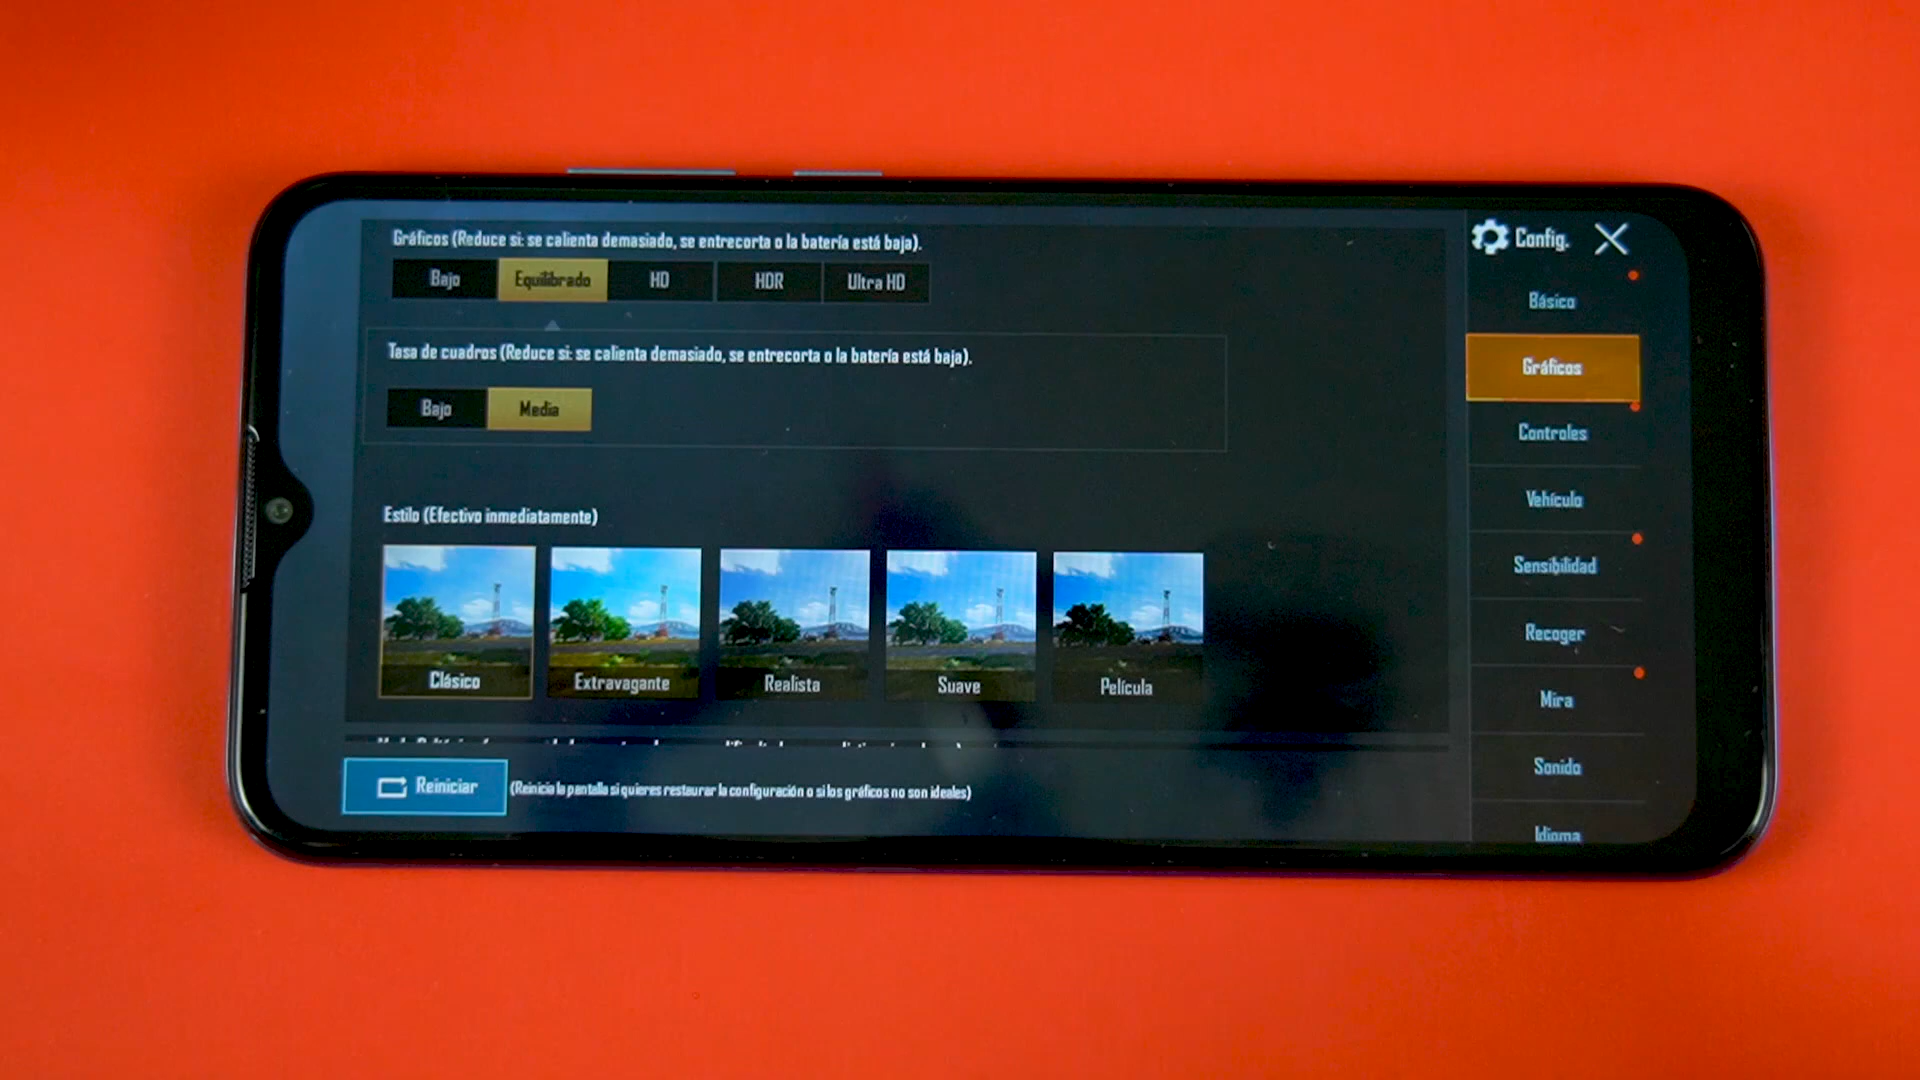 Gráficos (Reduce si: se calienta demasiado, se entrecorta o la batería está baja).
Bajo Equilibrado HD HDR Ultra HD
Tasa de cuadros (Reduce si: se calienta demasiado, se entrecorta o la batería está baja).
Bajo Media
Estilo (Efectivo inmediatamente)
Clásico Extravagante Realista Suave Película
Reiniciar (Reinicia la pantalla si quieres restaurar la configuración o si los gráficos no son ideales)
Config.
Básico
Gráficos
Controles
Vehículo
Sensibilidad
Recoger
Mira
Sonido
Idioma